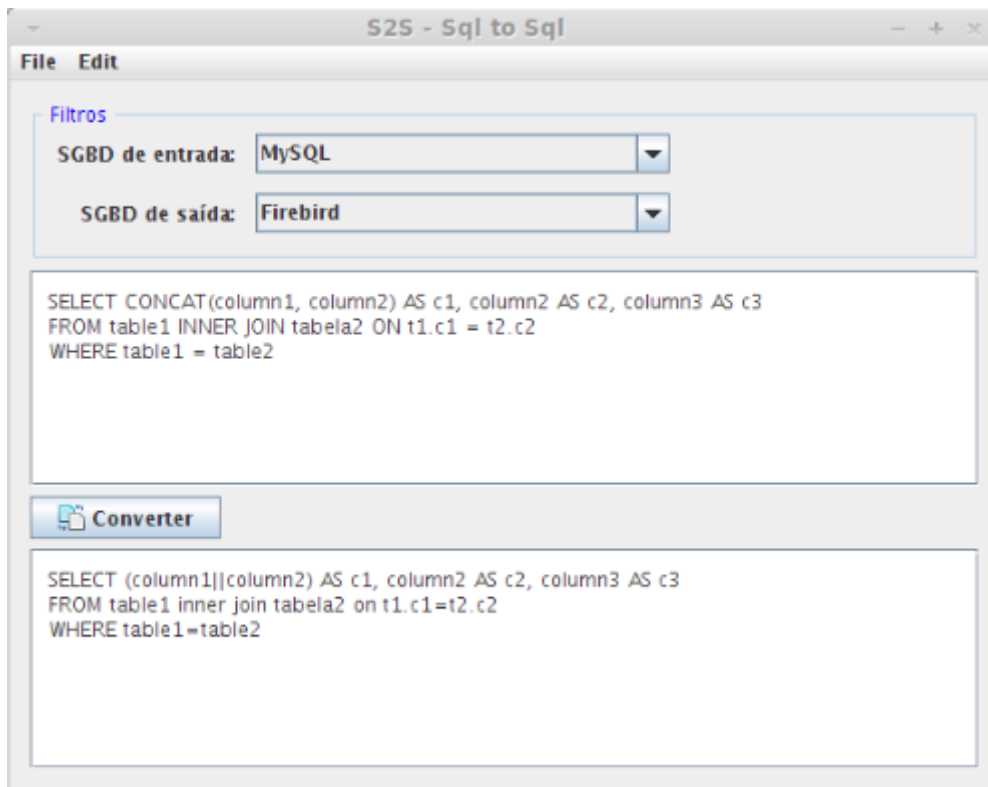 S2S - Sql to Sql
File Edit
Filtros
SGBD de entrada: MySQL
SGBD de saída: Firebird
SELECT CONCAT(column1, column2) AS c1, column2 AS c2, column3 AS c3
FROM table1 INNER JOIN tabela2 ON t1.c1 = t2.c2
WHERE table1 = table2
Converter
SELECT (column1||column2) AS c1, column2 AS c2, column3 AS c3
FROM table1 inner join tabela2 on t1.c1=t2.c2
WHERE table1=table2